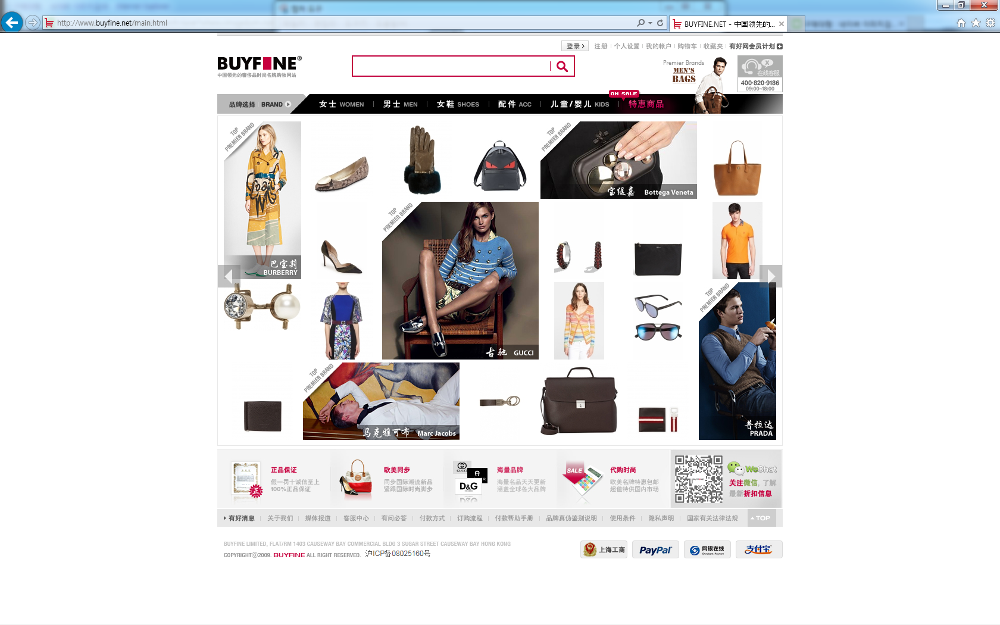 http://www.buyfine.net/main.html
BUYFINE.NET - 中国领先的...
登录 注册 个人设置 我的帐户 购物车 收藏夹 有好网会员计划
BUYFINE®
中国领先的奢侈品时尚名牌购物网站
Premier Brands
MEN'S
BAGS
在线客服
400·820·9186
09:00~18:00
ON SALE
品牌选择 BRAND 女士 WOMEN 男士 MEN 女鞋 SHOES 配件 ACC 儿童/婴儿 KIDS 特惠商品
TOP
PREMIER BRAND
巴宝莉
BURBERRY
TOP
PREMIER BRAND
宝缇嘉 Bottega Veneta
TOP
PREMIER BRAND
古驰 GUCCI
TOP
PREMIER BRAND
普拉达
PRADA
TOP
PREMIER BRAND
马克雅可布 Marc Jacobs
正品保证
假一罚十诚信至上
100%正品保证
欧美同步
同步国际潮流新品
紧跟国际时尚脚步
GUCCI
D&G
海量品牌
海量名品天天更新
涵盖全球各大品牌
SALE
代购时尚
欧美名牌特惠包邮
超值特供国内市场
BUYFINE
WeChat
关注微信, 了解
最新折扣信息
有好消息 关于我们 媒体报道 客服中心 有问必答 付款方式 订购流程 付款帮助手册 品牌真伪鉴别说明 使用条件 隐私声明 国家有关法律法规 TOP
BUYFINE LIMITED, FLAT/RM 1403 CAUSEWAY BAY COMMERCIAL BLDG 3 SUGAR STREET CAUSEWAY BAY HONG KONG
COPYRIGHTⓒ2009. BUYFINE ALL RIGHT RESERVED. 沪ICP备08025160号
上海工商
PayPal
网银在线
Chinabank Payment
支付宝